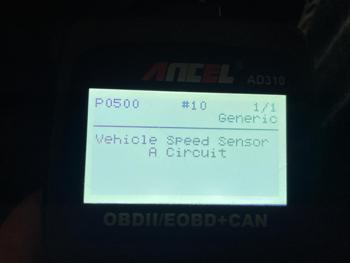 ANCEL
AD310
P0500 #10 1/1
Generic
Vehicle Speed Sensor
A Circuit
OBDII/EOBD+CAN